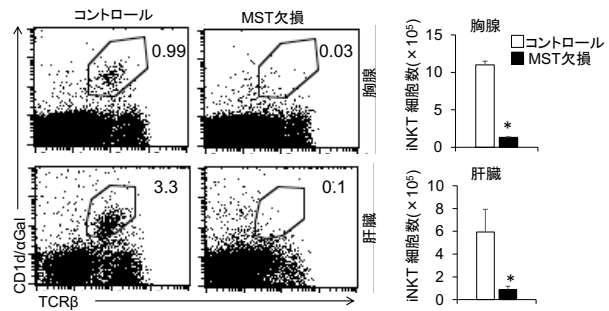 コントロール
MST欠損
0.99
0.03
胸腺
3.3
0.1
肝臓
CD1d/αGal
TCRβ
胸腺
コントロール
MST欠損
iNKT 細胞数(×10⁵)
15
10
5
0
*
肝臓
iNKT 細胞数(×10⁵)
10
8
6
4
2
0
*